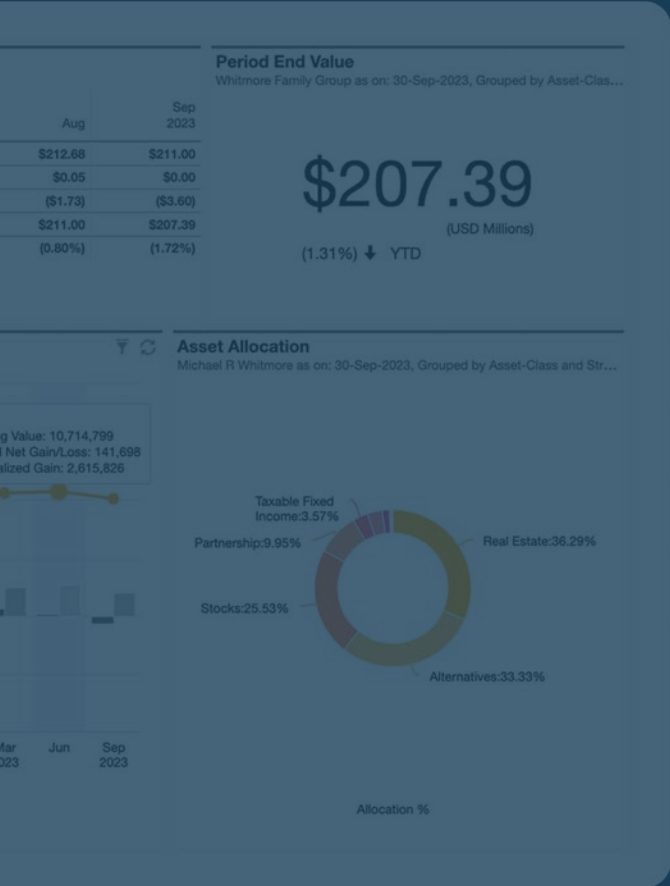 Period End Value
Whitmore Family Group as on: 30-Sep-2023, Grouped by Asset-Clas...
Sep
Aug 2023
$212.68 $211.00
$0.05 $0.00
($1.73) ($3.60)
$211.00 $207.39
(0.80%) (1.72%)
$207.39
(USD Millions)
(1.31%) YTD
Asset Allocation
Michael R Whitmore as on: 30-Sep-2023, Grouped by Asset-Class and Str...
g Value: 10,714,799
l Net Gain/Loss: 141,698
alized Gain: 2,615,826
Mar Jun Sep
023 2023
Taxable Fixed
Income:3.57%
Partnership:9.95%
Real Estate:36.29%
Stocks:25.53%
Alternatives:33.33%
Allocation %